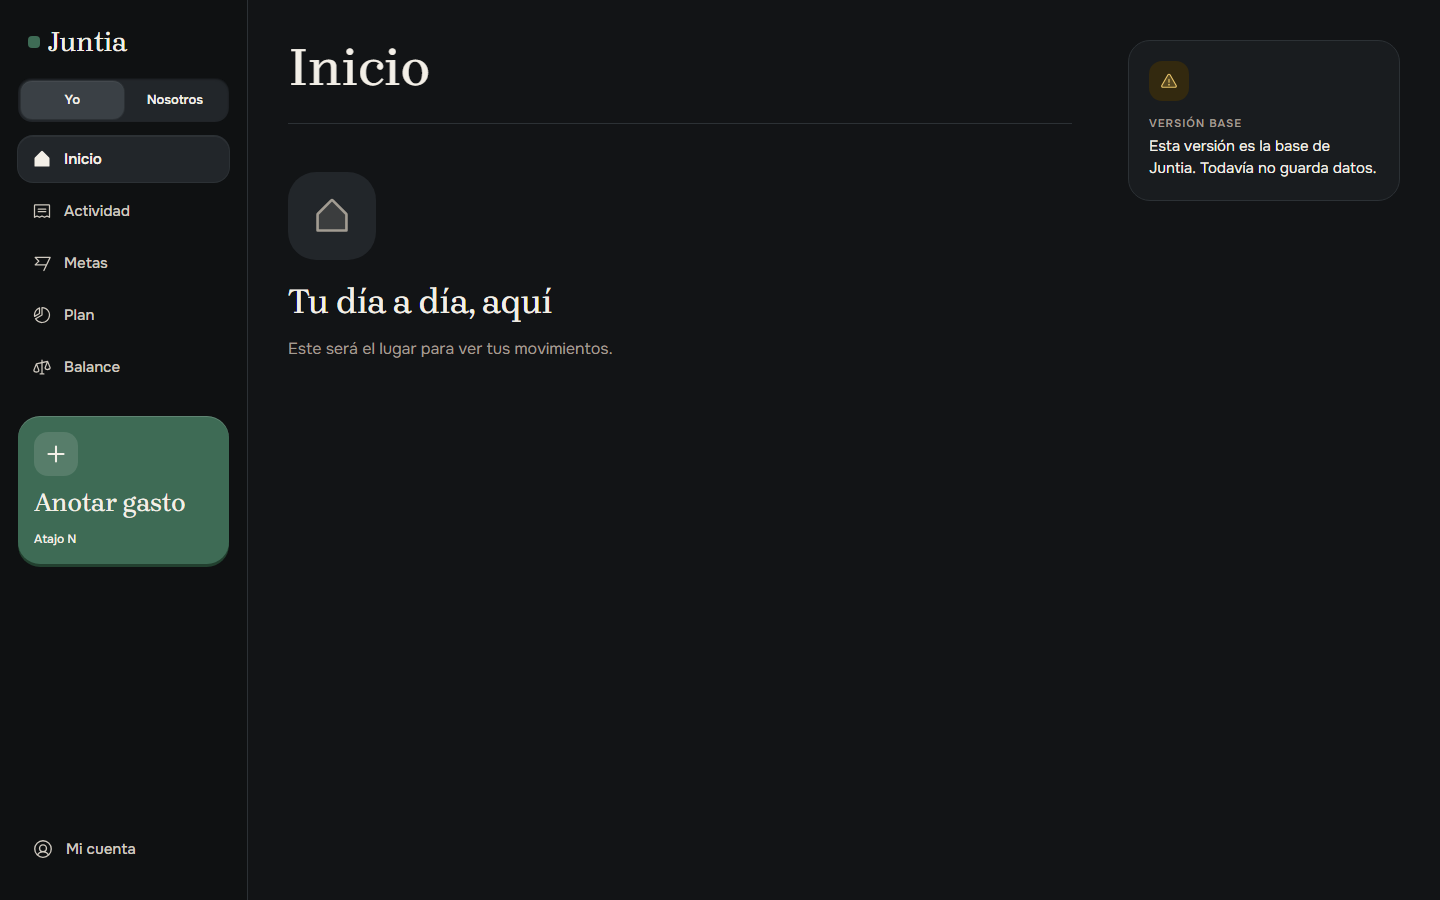 Juntia
Yo
Nosotros
Inicio
Actividad
Metas
Plan
Balance
Anotar gasto
Atajo N
Mi cuenta
Inicio
Tu día a día, aquí
Este será el lugar para ver tus movimientos.
VERSIÓN BASE
Esta versión es la base de
Juntia. Todavía no guarda datos.